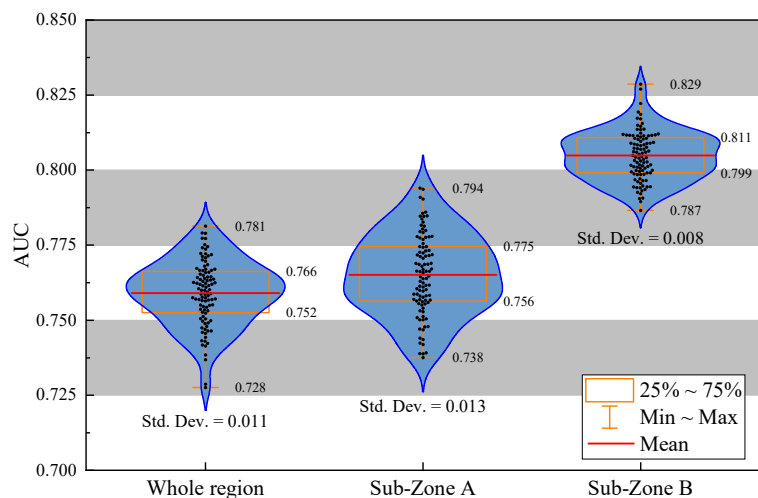 0.850
0.825
0.800
0.775
0.750
0.725
0.700
AUC
0.781
0.766
0.752
0.728
Std. Dev. = 0.011
0.794
0.775
0.756
0.738
Std. Dev. = 0.013
0.829
0.811
0.799
0.787
Std. Dev. = 0.008
25% ~ 75%
Min ~ Max
Mean
Whole region
Sub-Zone A
Sub-Zone B